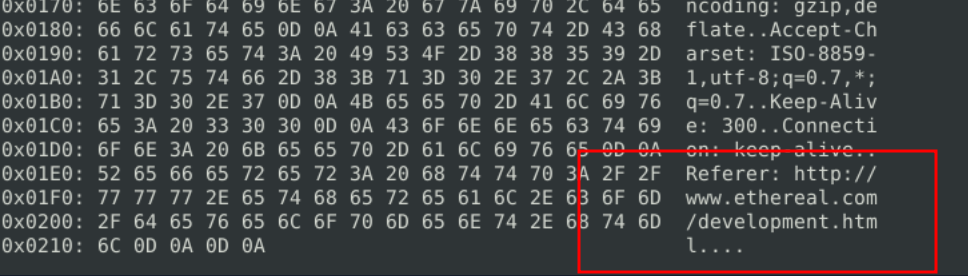 0x0170: 6E 63 6F 64 69 6E 67 3A 20 67 7A 69 70 2C 64 65  ncoding: gzip,de
0x0180: 66 6C 61 74 65 0D 0A 41 63 63 65 70 74 2D 43 68  flate..Accept-Ch
0x0190: 61 72 73 65 74 3A 20 49 53 4F 2D 38 38 35 39 2D  arset: ISO-8859-
0x01A0: 31 2C 75 74 66 2D 38 3B 71 3D 30 2E 37 2C 2A 3B  1,utf-8;q=0.7,*;
0x01B0: 71 3D 30 2E 37 0D 0A 4B 65 65 70 2D 41 6C 69 76  q=0.7..Keep-Aliv
0x01C0: 65 3A 20 33 30 30 0D 0A 43 6F 6E 6E 65 63 74 69  e: 300..Connecti
0x01D0: 6F 6E 3A 20 6B 65 65 70 2D 61 6C 69 76 65 0D 0A  on: keep-alive..
0x01E0: 52 65 66 65 72 65 72 3A 20 68 74 74 70 3A 2F 2F  Referer: http://
0x01F0: 77 77 77 2E 65 74 68 65 72 65 61 6C 2E 63 6F 6D  www.ethereal.com
0x0200: 2F 64 65 76 65 6C 6F 70 6D 65 6E 74 2E 68 74 6D  /development.htm
0x0210: 6C 0D 0A 0D 0A  l....